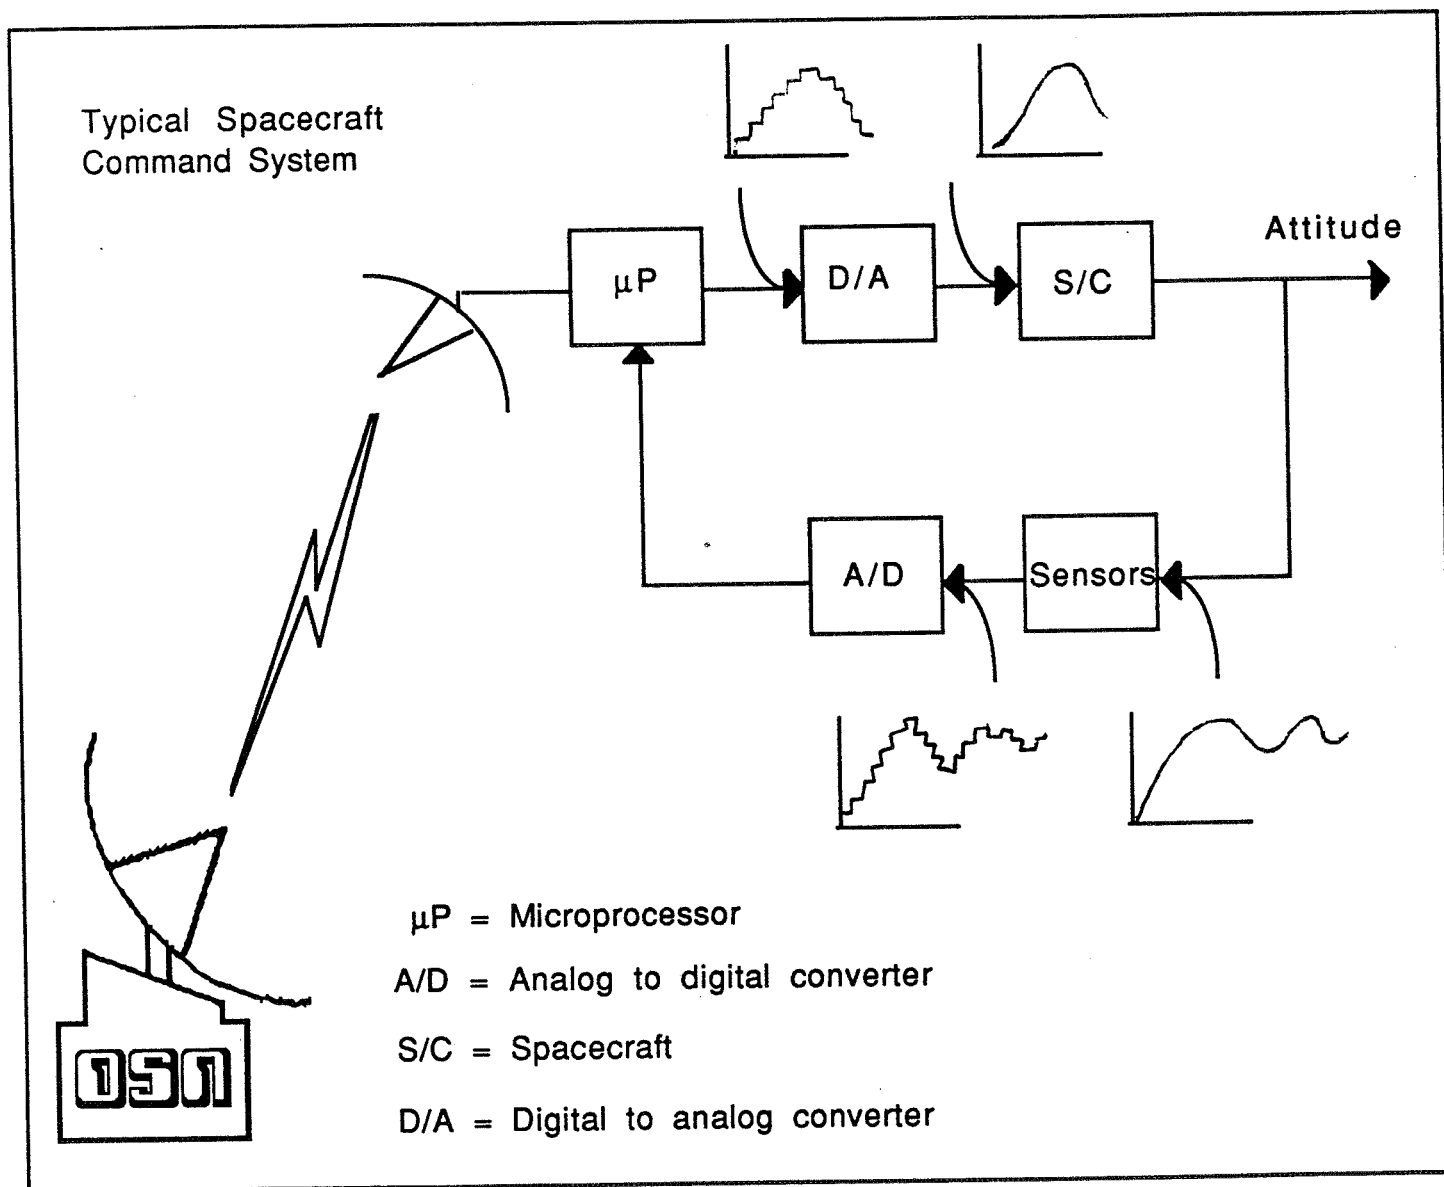 Typical Spacecraft
Command System
Attitude
μP
D/A
S/C
A/D
Sensors
μP = Microprocessor
A/D = Analog to digital converter
S/C = Spacecraft
D/A = Digital to analog converter
DSN